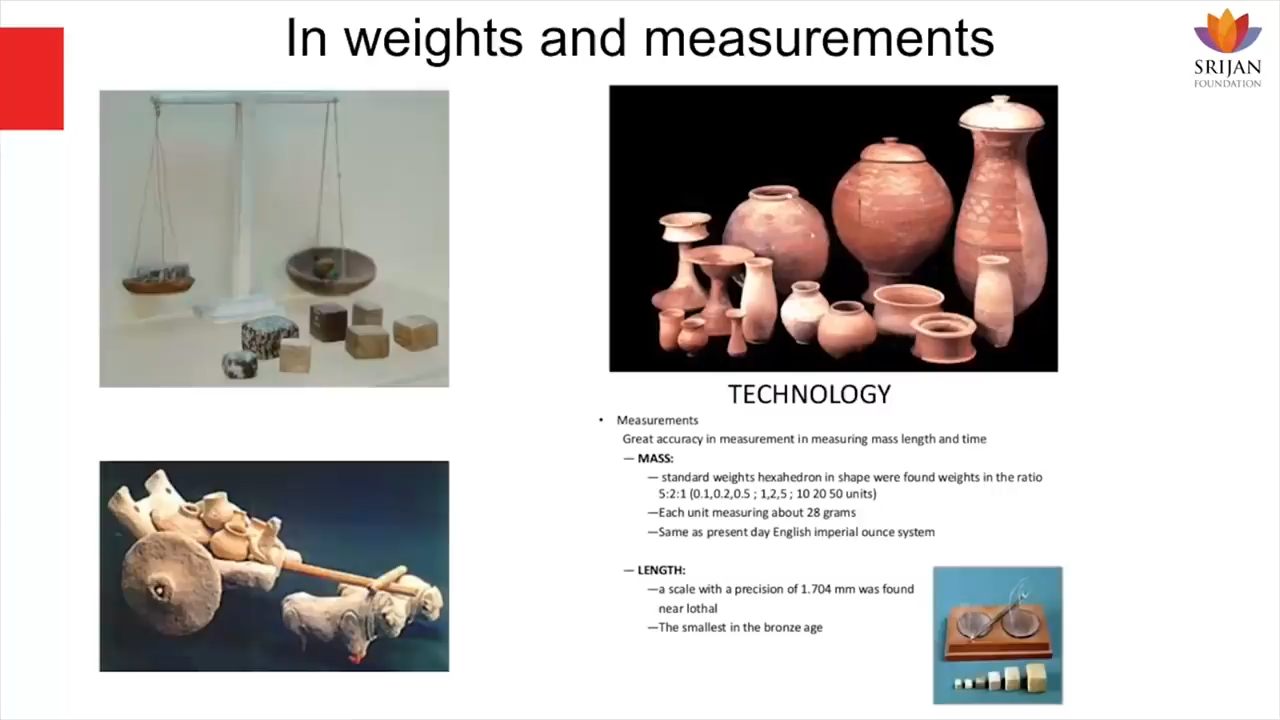 In weights and measurements
SRIJAN
FOUNDATION
TECHNOLOGY
• Measurements
Great accuracy in measurement in measuring mass length and time
— MASS:
— standard weights hexahedron in shape were found weights in the ratio
5:2:1 (0.1,0.2,0.5 ; 1,2,5 ; 10 20 50 units)
—Each unit measuring about 28 grams
—Same as present day English imperial ounce system
— LENGTH:
—a scale with a precision of 1.704 mm was found
near lothal
—The smallest in the bronze age